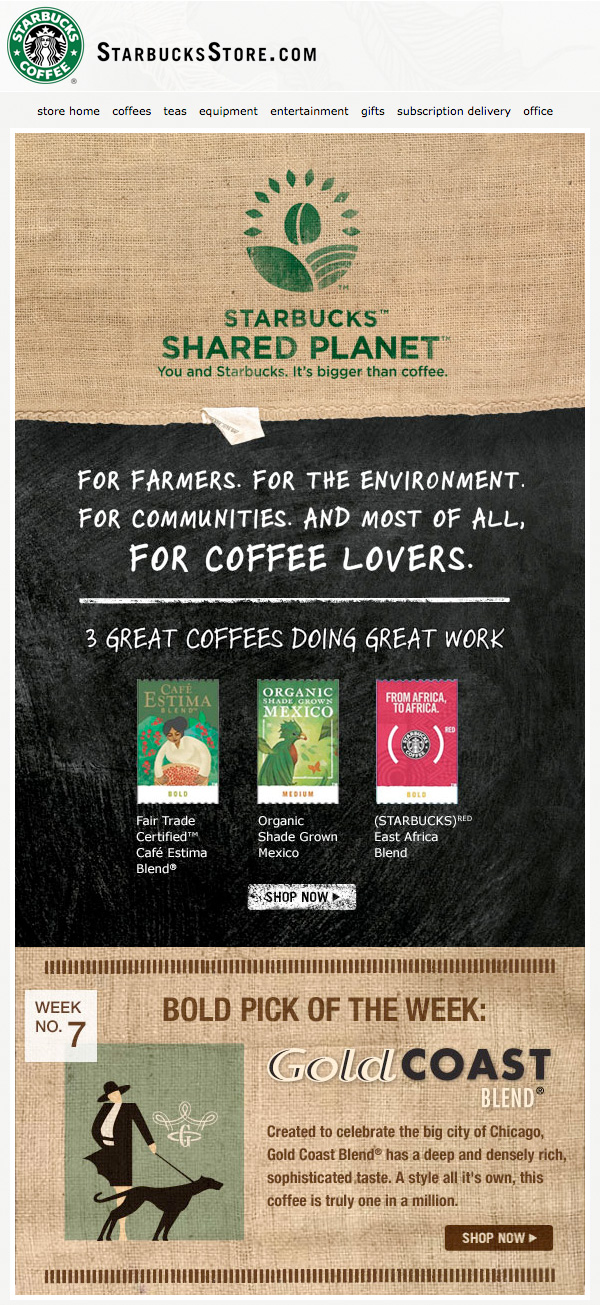 STARBUCKS
COFFEE
®
STARBUCKSSTORE.COM
store home coffees teas equipment entertainment gifts subscription delivery office
TM
STARBUCKS™
SHARED PLANET™
You and Starbucks. It's bigger than coffee.
FOR FARMERS. FOR THE ENVIRONMENT.
FOR COMMUNITIES. AND MOST OF ALL,
FOR COFFEE LOVERS.
3 GREAT COFFEES DOING GREAT WORK
CAFÉ
ESTIMA
BLEND®
BOLD
Fair Trade
Certified™
Café Estima
Blend®
ORGANIC
SHADE GROWN
MEXICO
MEDIUM
Organic
Shade Grown
Mexico
FROM AFRICA,
TO AFRICA.
(STARBUCKS COFFEE) RED
BOLD
(STARBUCKS)RED
East Africa
Blend
SHOP NOW
WEEK
NO. 7
BOLD PICK OF THE WEEK:
Gold COAST
BLEND®
G
Created to celebrate the big city of Chicago,
Gold Coast Blend® has a deep and densely rich,
sophisticated taste. A style all it's own, this
coffee is truly one in a million.
SHOP NOW